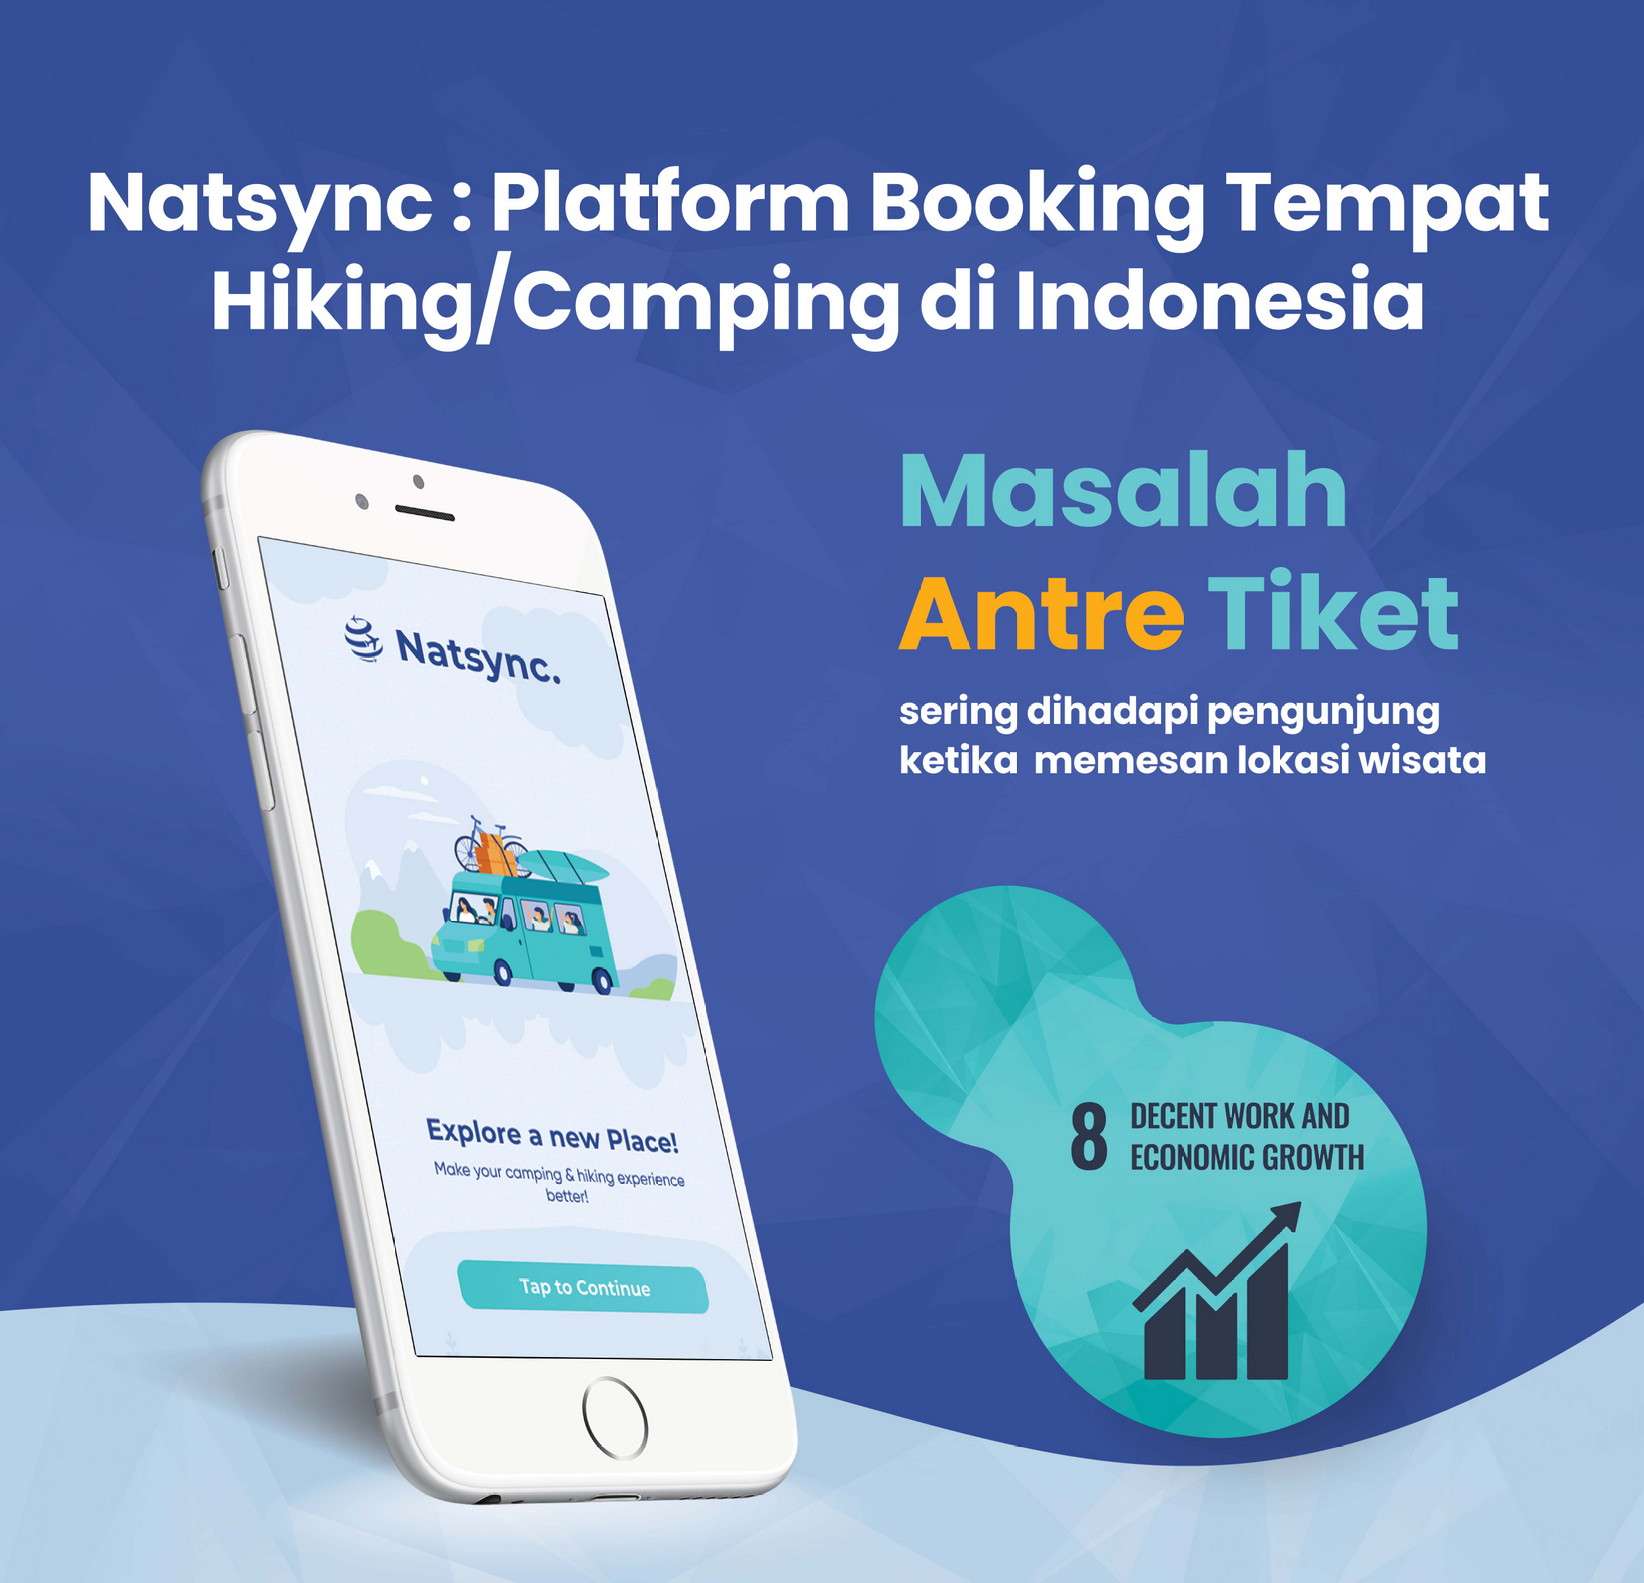 Natsync : Platform Booking Tempat
Hiking/Camping di Indonesia
Natsync.
Explore a new Place!
Make your camping & hiking experience
better!
Tap to Continue
Masalah
Antre Tiket
sering dihadapi pengunjung
ketika memesan lokasi wisata
8 DECENT WORK AND
ECONOMIC GROWTH